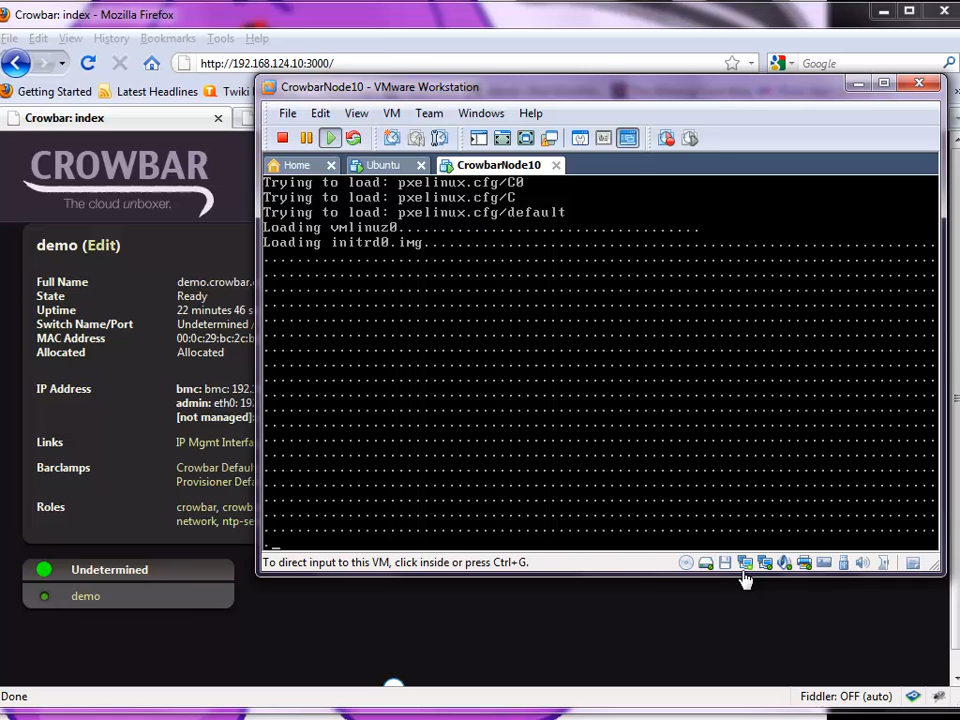 Crowbar: index - Mozilla Firefox
File Edit View History Bookmarks Tools Help
http://192.168.124.10:3000/
Google
Getting Started Latest Headlines Twiki
Crowbar: index
CROWBAR
The cloud unboxer.
demo (Edit)
Full Name demo.crowbar.
State Ready
Uptime 22 minutes 46 s
Switch Name/Port Undetermined /
MAC Address 00:0c:29:bc:2c:b
Allocated Allocated
IP Address bmc: bmc: 192.
admin: eth0: 19
[not managed]:
Links IP Mgmt Interfa
Barclamps Crowbar Defau
Provisioner Defau
Roles crowbar, crowb
network, ntp-se
Undetermined
demo
CrowbarNode10 - VMware Workstation
File Edit View VM Team Windows Help
Home Ubuntu CrowbarNode10
Trying to load: pxelinux.cfg/C0
Trying to load: pxelinux.cfg/C
Trying to load: pxelinux.cfg/default
Loading vmlinuz0....................................
Loading initrd0.img...............................................................
To direct input to this VM, click inside or press Ctrl+G.
Done Fiddler: OFF (auto)